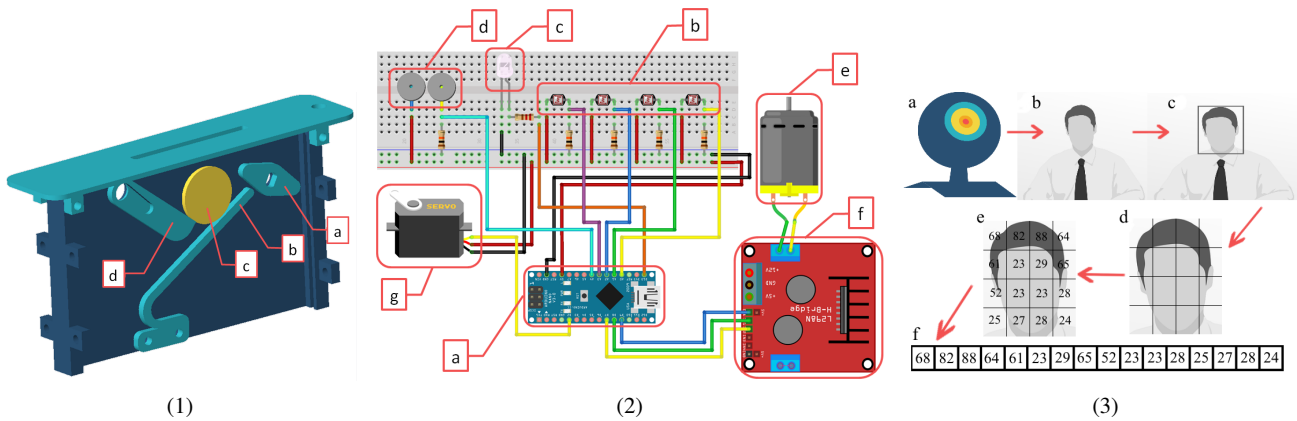 a
b
c
d
(1)
d
c
b
e
SERVO
g
a
f
+12V
GND
+5V
L298N
H-Bridge
(2)
a
b
c
d
e
68 82 88 64
61 23 29 65
52 23 23 28
25 27 28 24
f
68 82 88 64 61 23 29 65 52 23 23 28 25 27 28 24
(3)